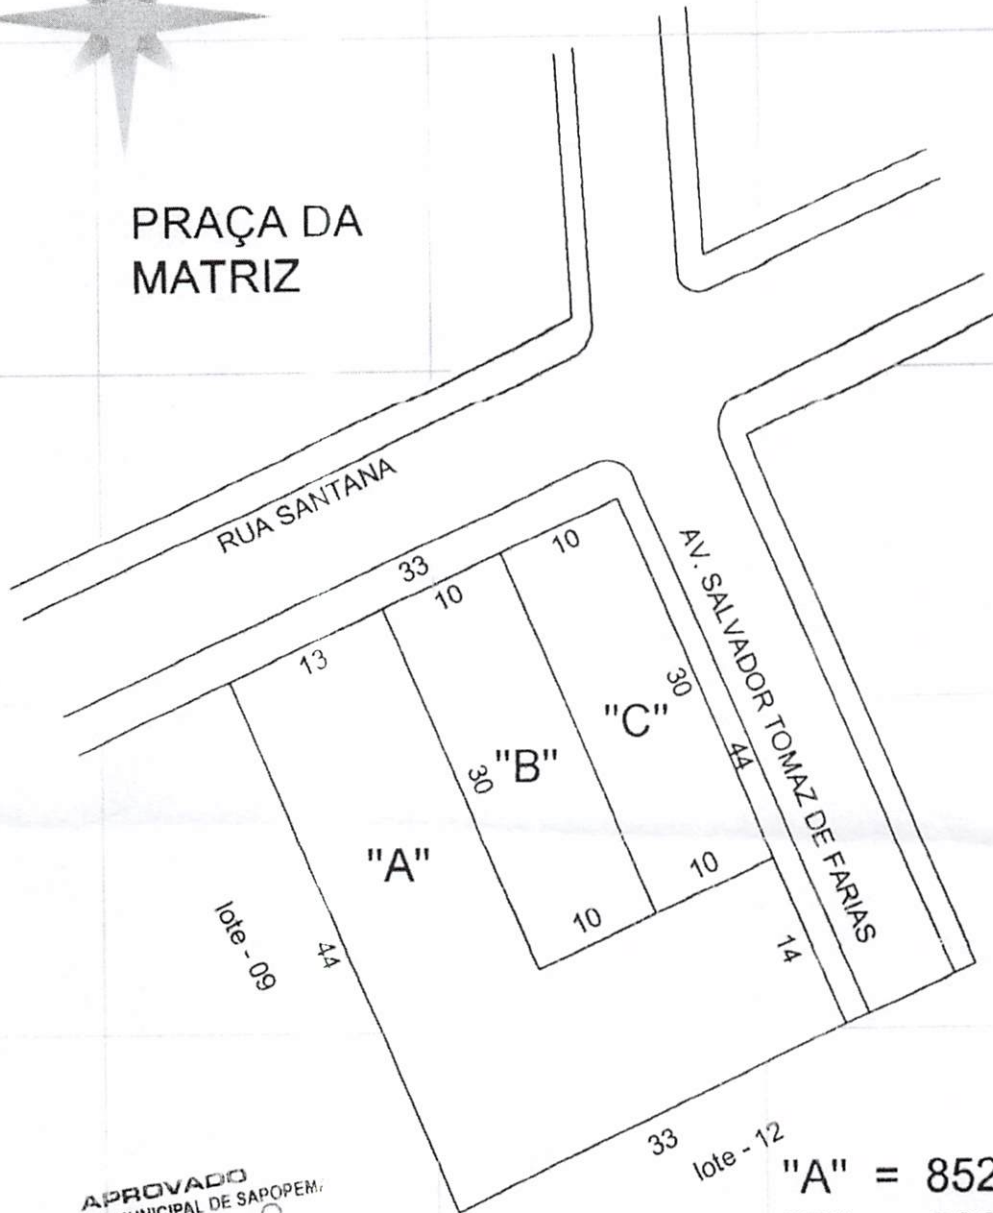 PRAÇA DA
MATRIZ
RUA SANTANA
33
10
10
13
AV. SALVADOR TOMAZ DE FARIAS
30
44
"C"
"B"
30
"A"
10
10
14
lote - 09
44
33
lote - 12
"A" = 852
APROVADO
MUNICIPAL DE SAPOPEM